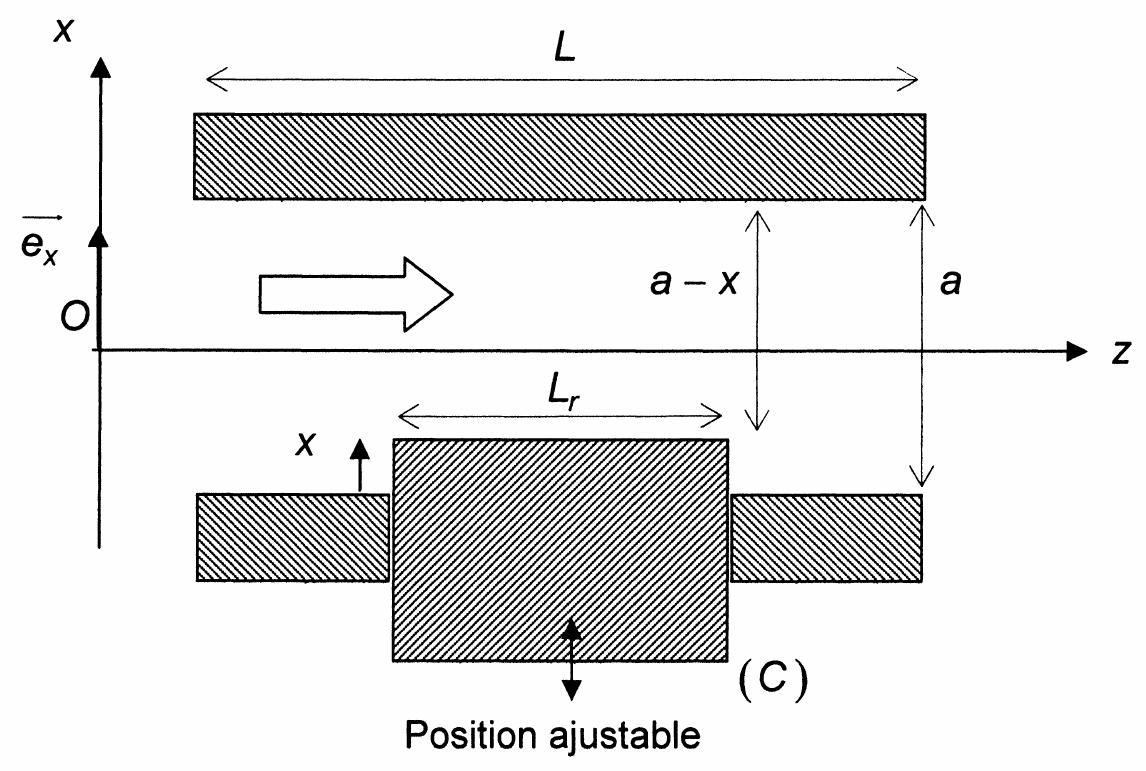 x
L
e_x
a – x
a
O
z
L_r
x
(C)
Position ajustable